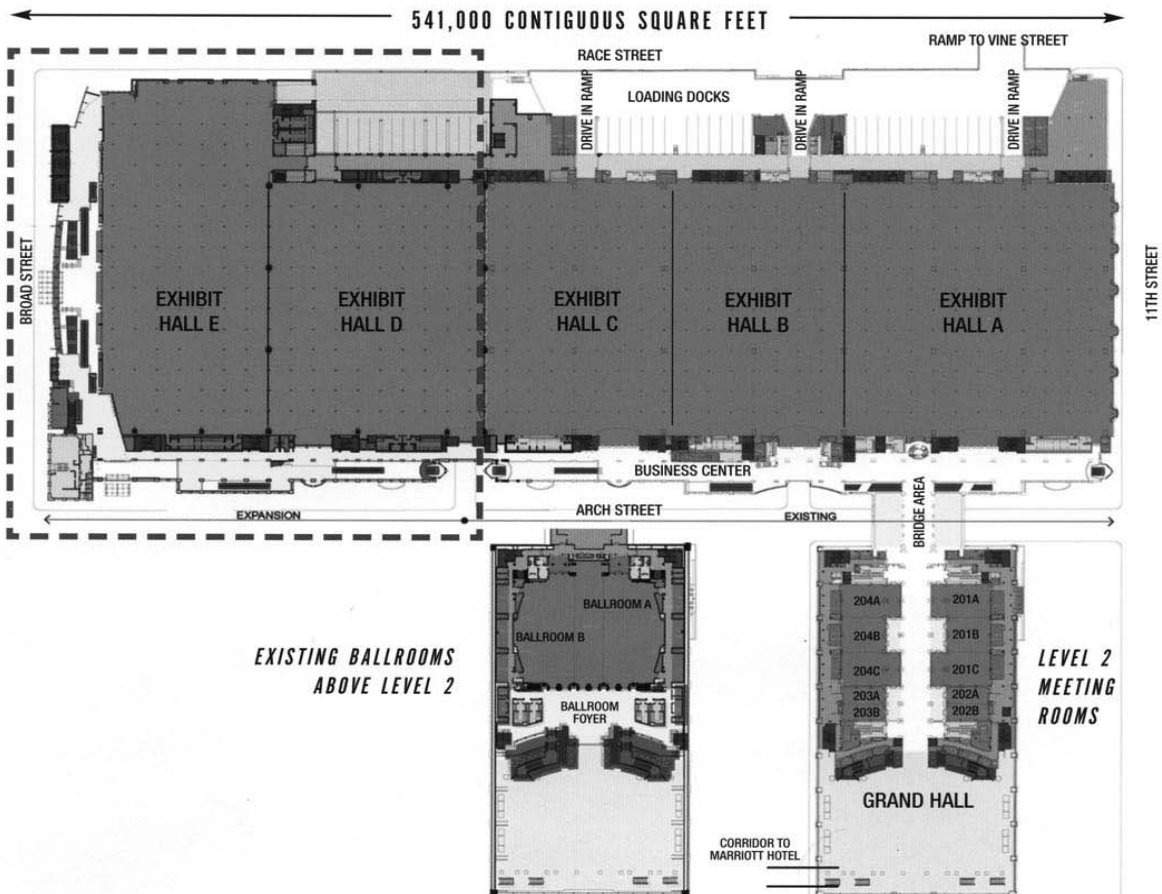 541,000 CONTIGUOUS SQUARE FEET
RAMP TO VINE STREET
RACE STREET
LOADING DOCKS
DRIVE IN RAMP
DRIVE IN RAMP
DRIVE IN RAMP
BROAD STREET
11TH STREET
EXHIBIT
HALL E
EXHIBIT
HALL D
EXHIBIT
HALL C
EXHIBIT
HALL B
EXHIBIT
HALL A
BUSINESS CENTER
BRIDGE AREA
EXPANSION
ARCH STREET
EXISTING
EXISTING BALLROOMS
ABOVE LEVEL 2
BALLROOM A
BALLROOM B
BALLROOM
FOYER
204A
201A
204B
201B
204C
201C
203A
202A
203B
202B
LEVEL 2
MEETING
ROOMS
GRAND HALL
CORRIDOR TO
MARRIOTT HOTEL